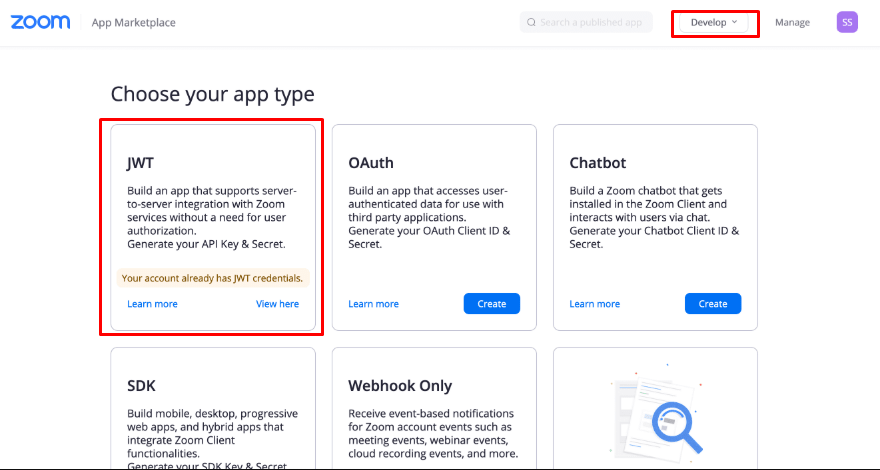 zoom
App Marketplace
Search a published app
Develop
Manage
SS
Choose your app type
JWT
Build an app that supports server-
to-server integration with Zoom
services without a need for user
authorization.
Generate your API Key & Secret.
Your account already has JWT credentials.
Learn more
View here
OAuth
Build an app that accesses user-
authenticated data for use with
third party applications.
Generate your OAuth Client ID &
Secret.
Learn more
Create
Chatbot
Build a Zoom chatbot that gets
installed in the Zoom Client and
interacts with users via chat.
Generate your Chatbot Client ID &
Secret.
Learn more
Create
SDK
Build mobile, desktop, progressive
web apps, and hybrid apps that
integrate Zoom Client
functionalities.
Generate your SDK Key & Secret
Webhook Only
Receive event-based notifications
for Zoom account events such as
meeting events, webinar events,
cloud recording events, and more.